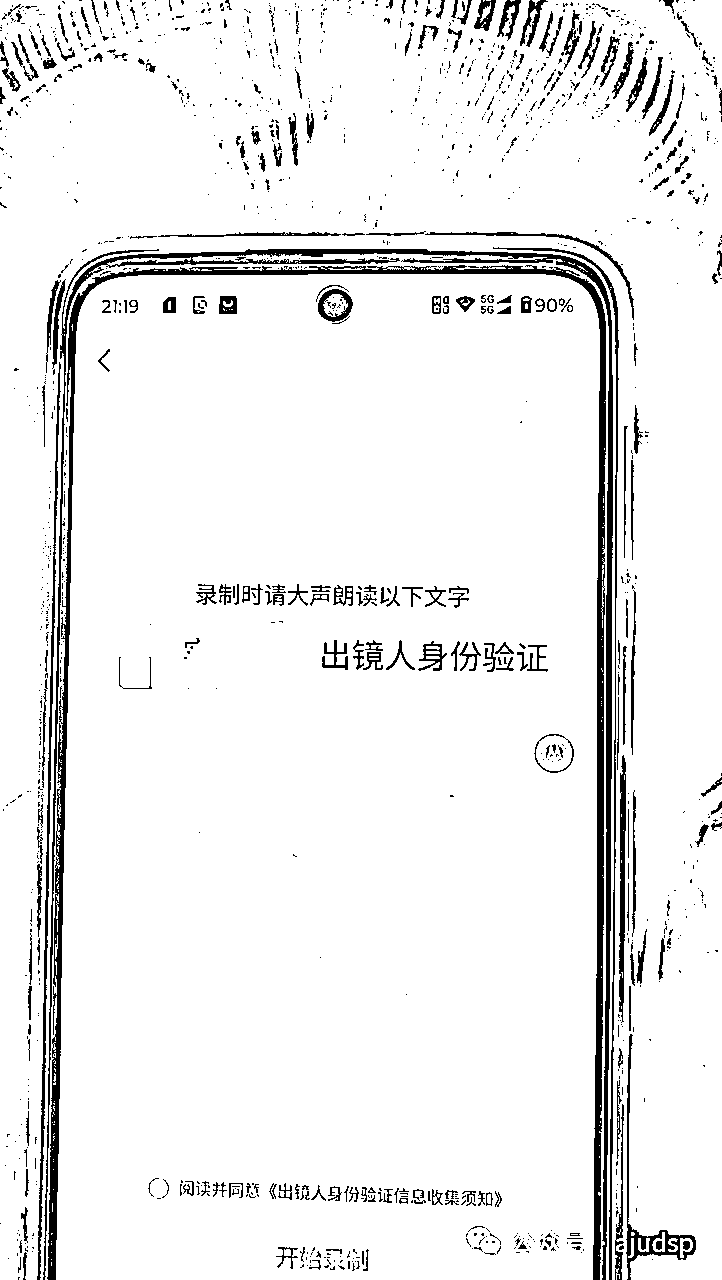 21:19 5G 5G 90%
录制时请大声朗读以下文字
出镜人身份验证
阅读并同意《出镜人身份验证信息收集须知》
开始录制
公众号 ajudsp